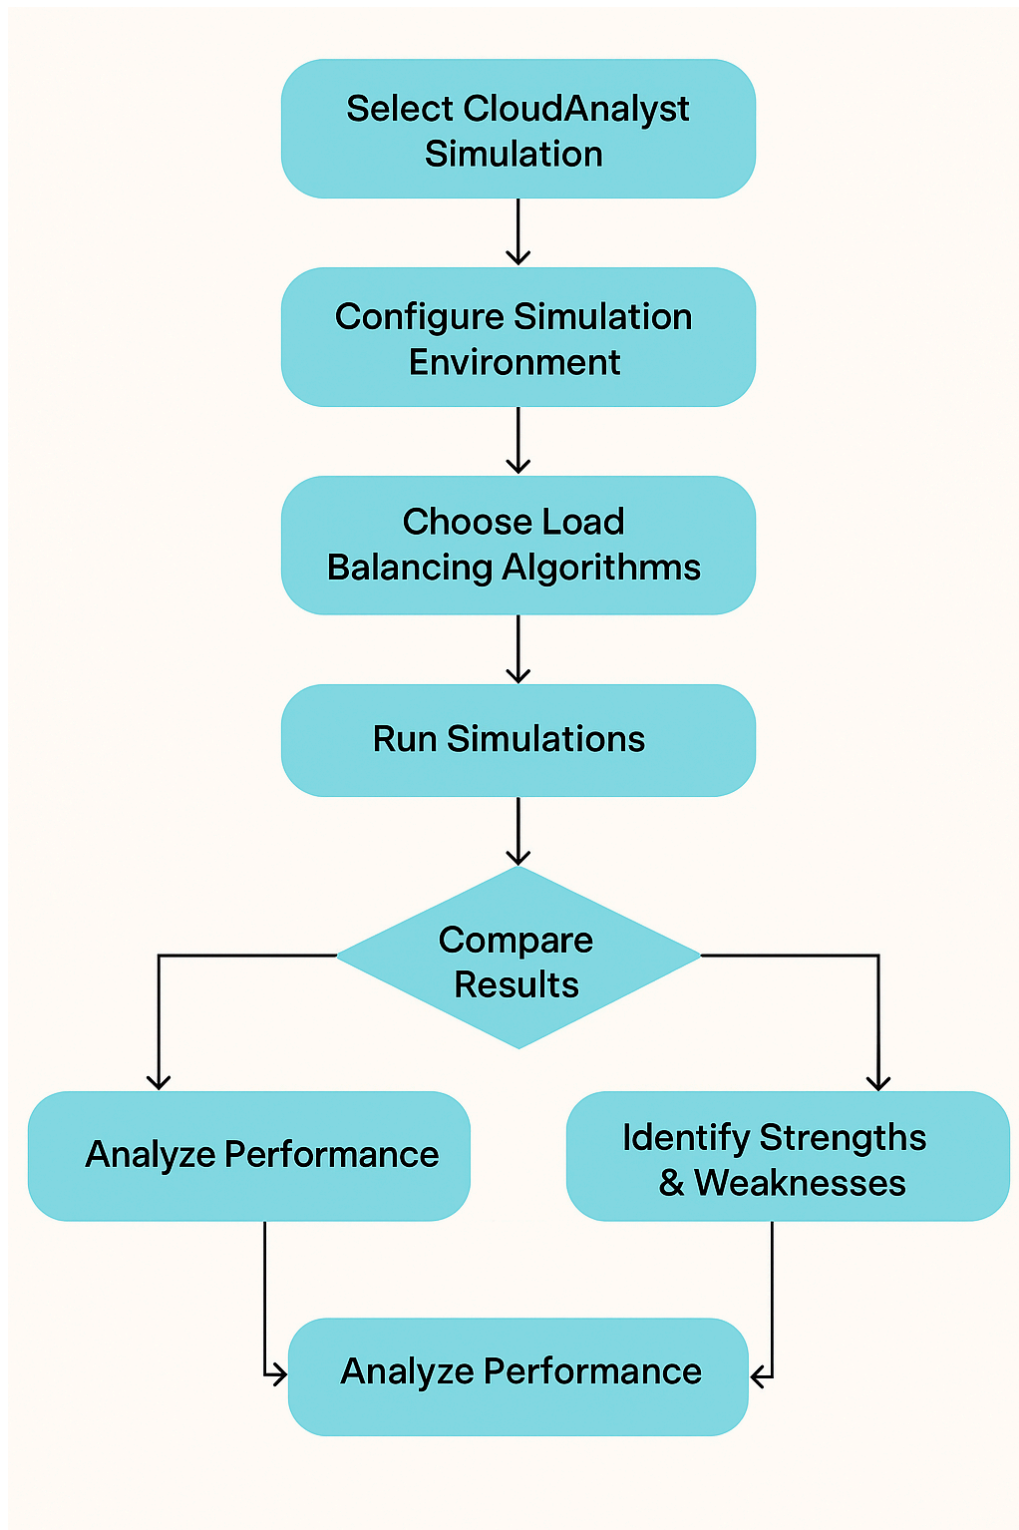 Select CloudAnalyst
Simulation
Configure Simulation
Environment
Choose Load
Balancing Algorithms
Run Simulations
Compare
Results
Analyze Performance
Identify Strengths
& Weaknesses
Analyze Performance